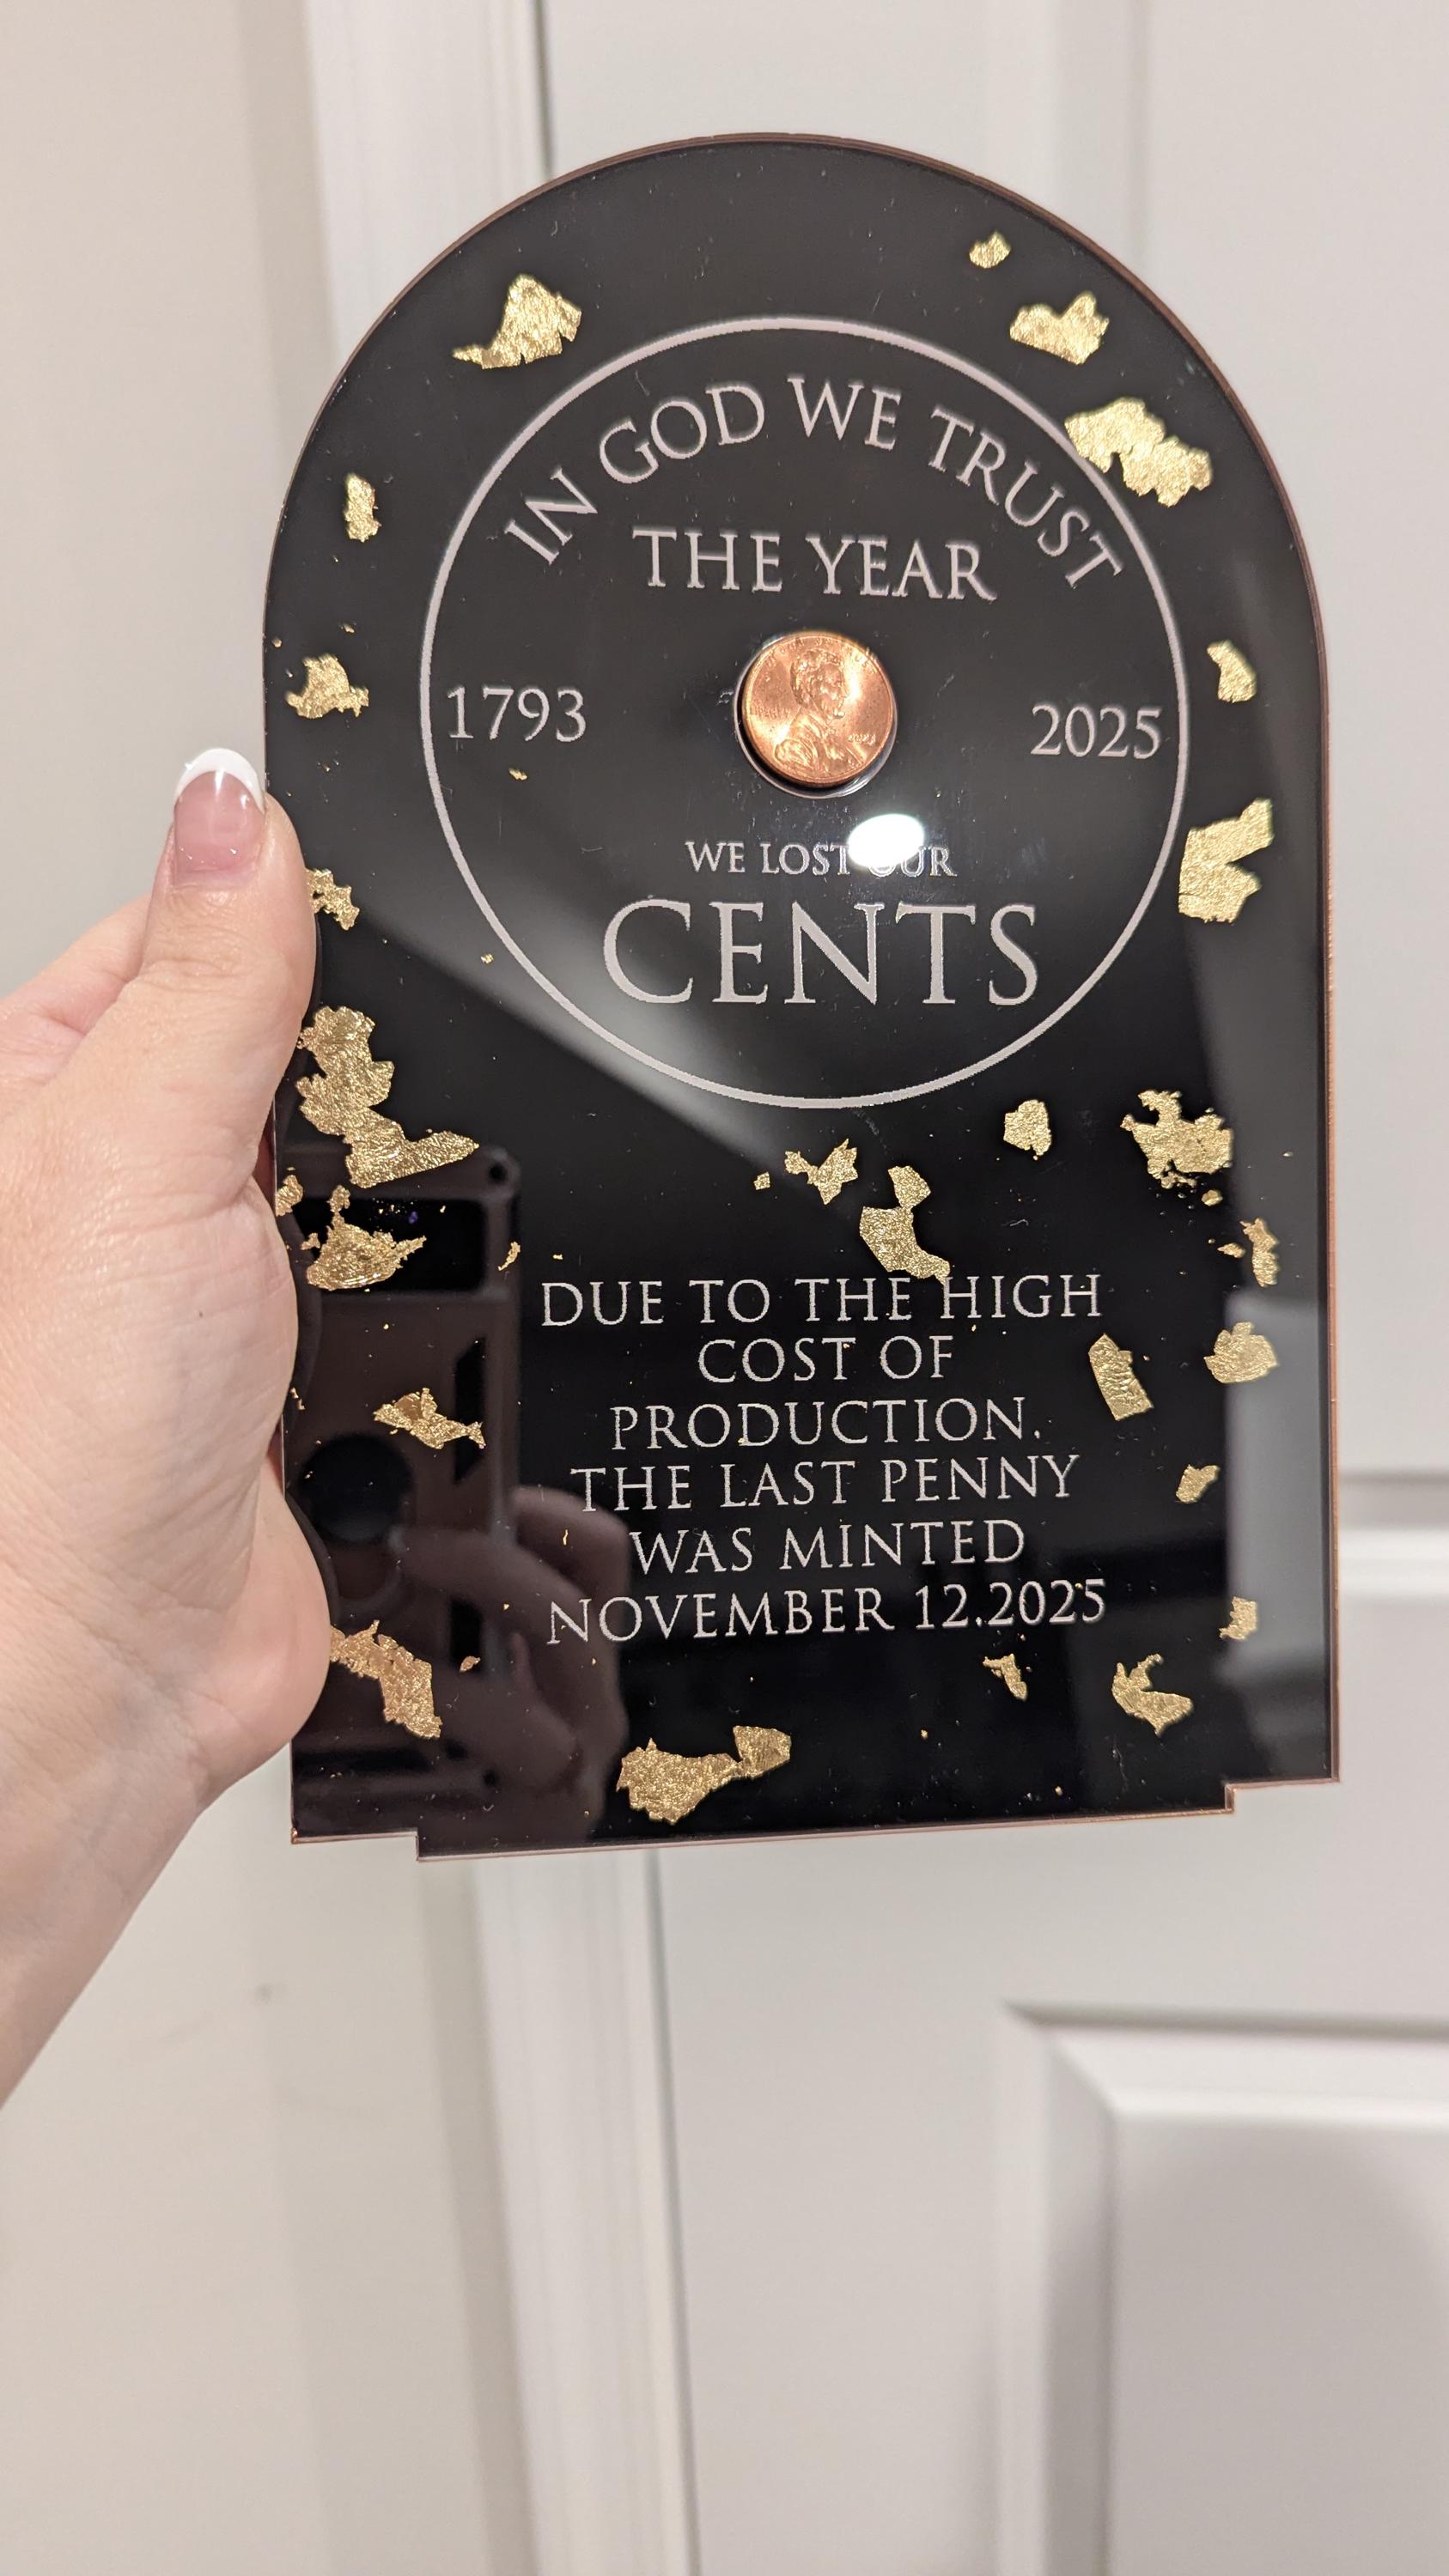 IN GOD WE TRUST
THE YEAR
1793 2025
WE LOST OUR
CENTS
DUE TO THE HIGH
COST OF
PRODUCTION.
THE LAST PENNY
WAS MINTED
NOVEMBER 12.2025